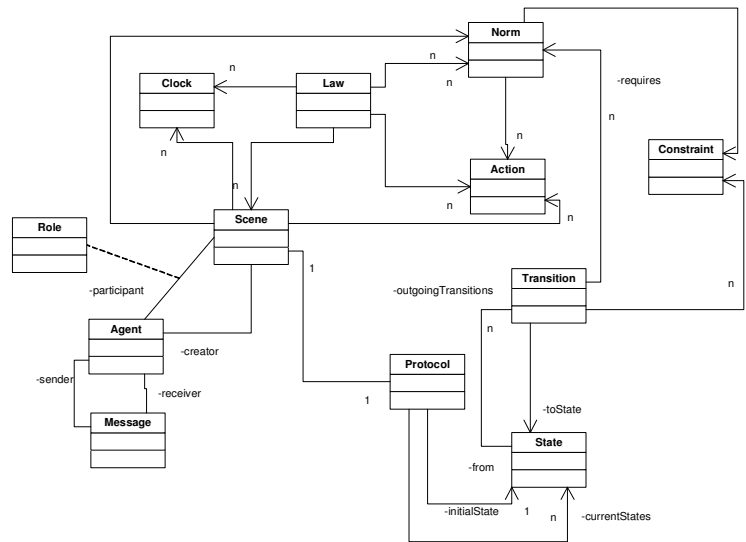 Norm
n
n
n
-requires
Clock
Law
n
n
Constraint
n
n
Action
n
n
Scene
n
Role
1
-participant
-outgoingTransitions
Transition
n
n
Agent
-creator
Protocol
-sender
-receiver
1
-toState
Message
State
-from
-initialState
1
n
-currentStates